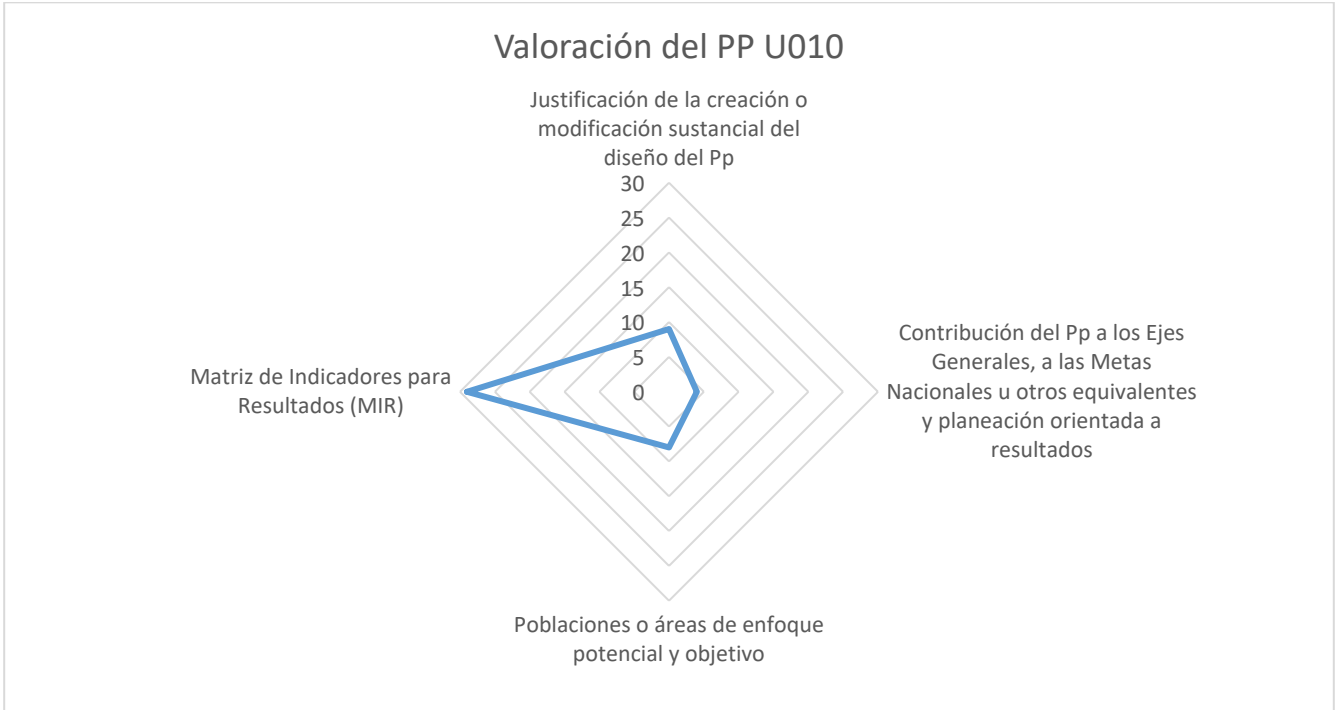 Valoración del PP U010
Justificación de la creación o
modificación sustancial del
diseño del Pp
30
25
20
15
10
5
0
Contribución del Pp a los Ejes
Generales, a las Metas
Nacionales u otros equivalentes
y planeación orientada a
resultados
Matriz de Indicadores para
Resultados (MIR)
Poblaciones o áreas de enfoque
potencial y objetivo